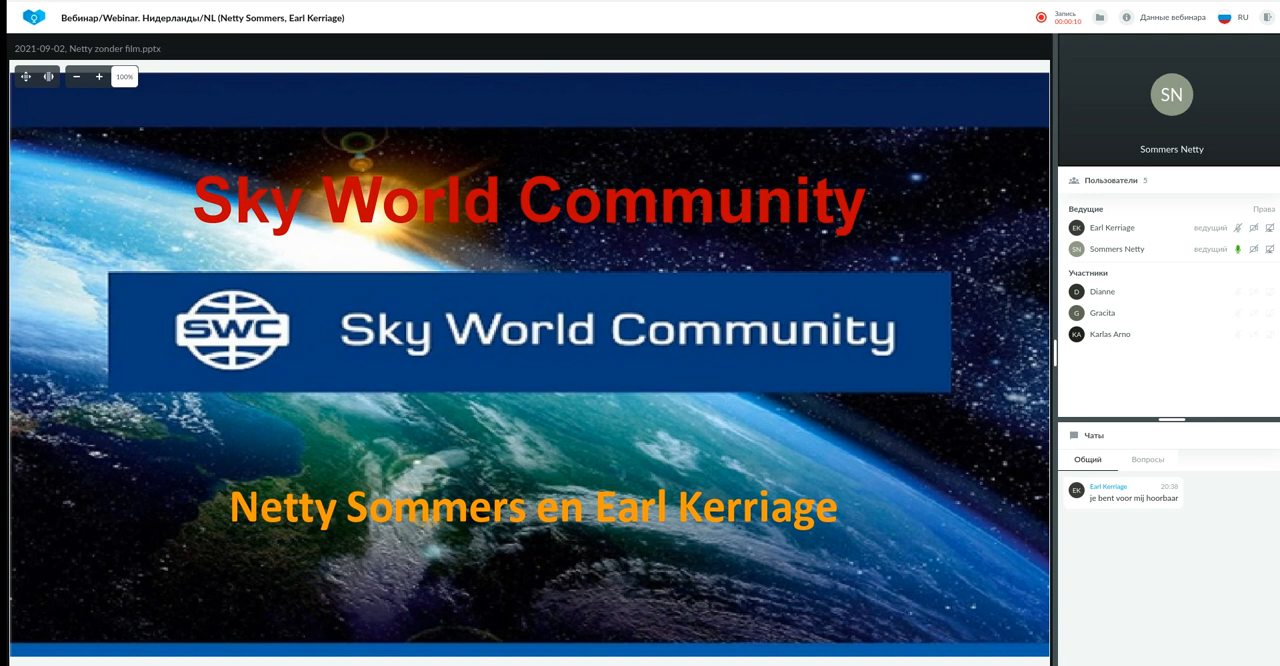 Вебинар/Webinar. Нидерланды/NL (Netty Sommers, Earl Kerriage)
Запись
00:00:10
Данные вебинара
RU
2021-09-02, Netty zonder film.pptx
100%
Sky World Community
SWC Sky World Community
Netty Sommers en Earl Kerriage
SN
Sommers Netty
Пользователи 5
Ведущие Права
EK Earl Kerriage ведущий
SN Sommers Netty ведущий
Участники
D Dianne
G Gracita
KA Karlas Arno
Чаты
Общий Вопросы
EK Earl Kerriage 20:38
je bent voor mij hoorbaar